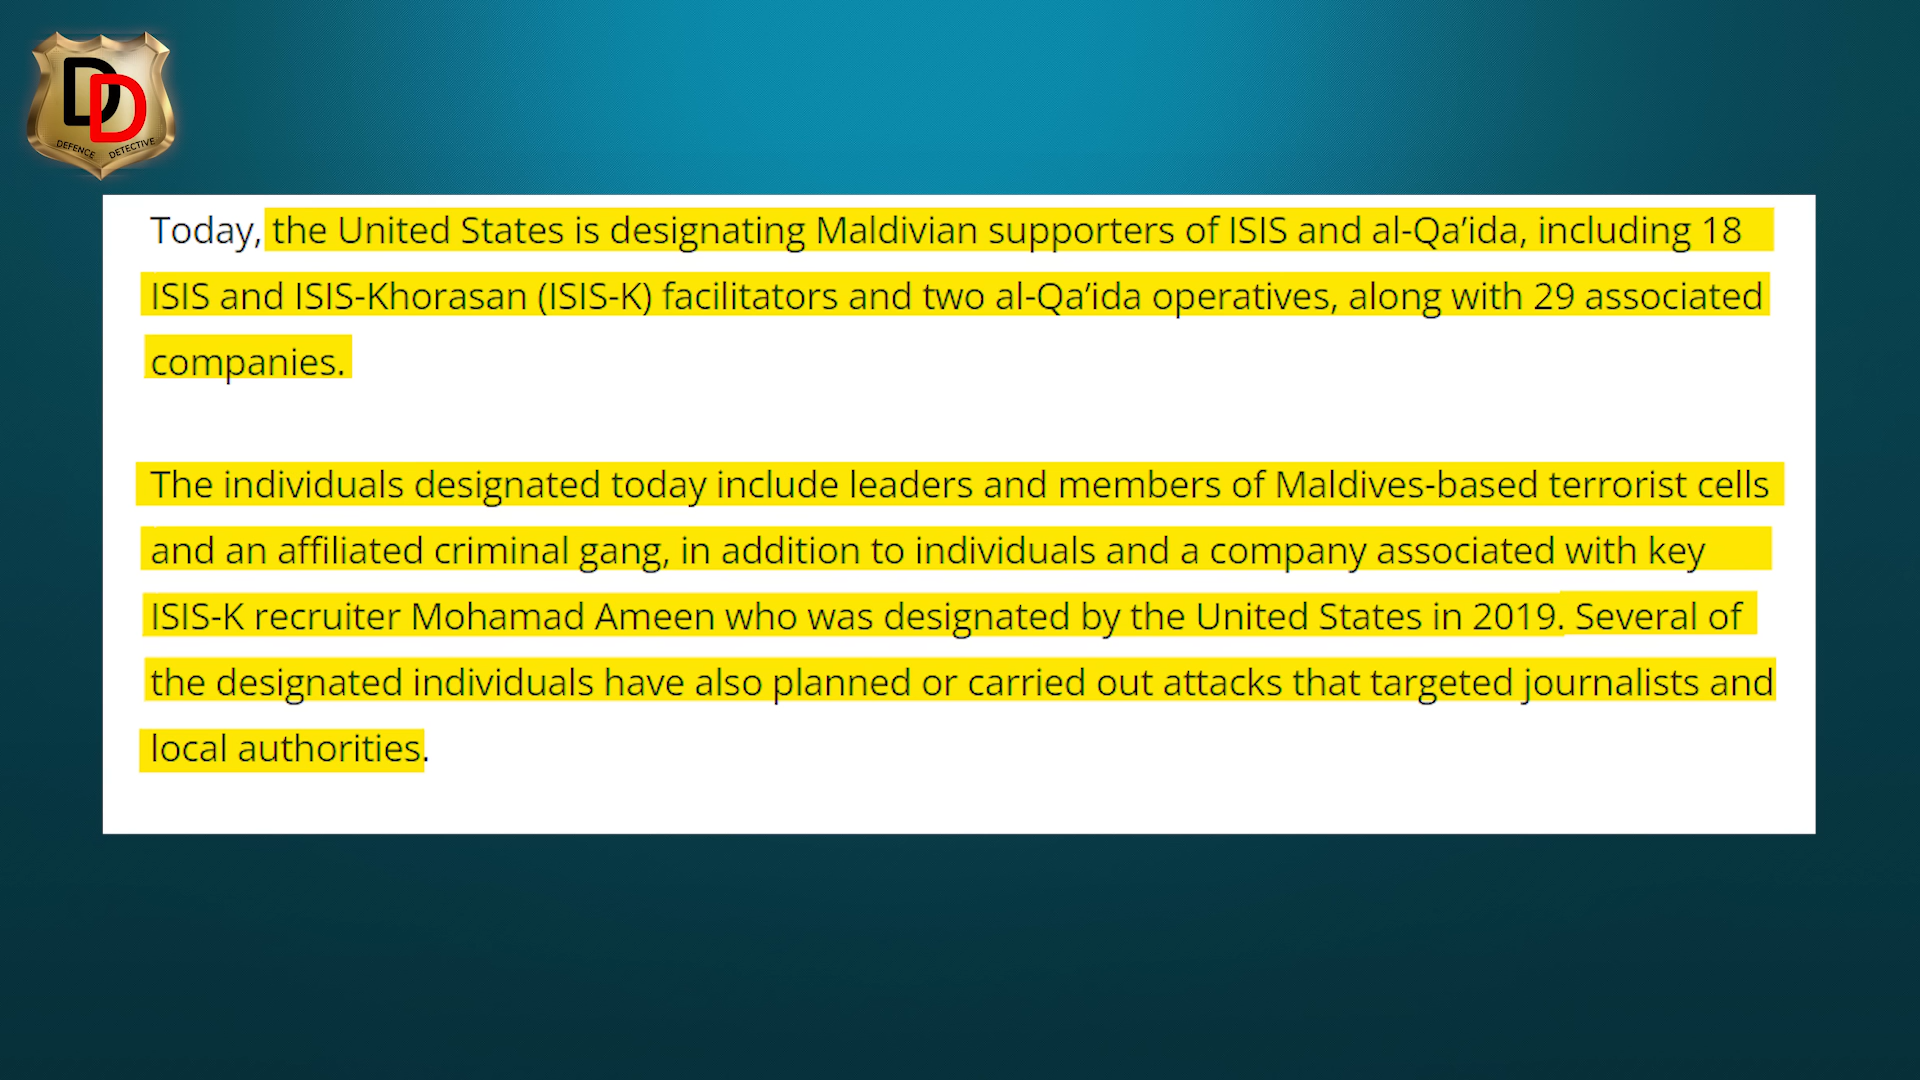 DD
DEFENCE DETECTIVE
Today, the United States is designating Maldivian supporters of ISIS and al-Qa’ida, including 18
ISIS and ISIS-Khorasan (ISIS-K) facilitators and two al-Qa’ida operatives, along with 29 associated
companies.
The individuals designated today include leaders and members of Maldives-based terrorist cells
and an affiliated criminal gang, in addition to individuals and a company associated with key
ISIS-K recruiter Mohamad Ameen who was designated by the United States in 2019. Several of
the designated individuals have also planned or carried out attacks that targeted journalists and
local authorities.